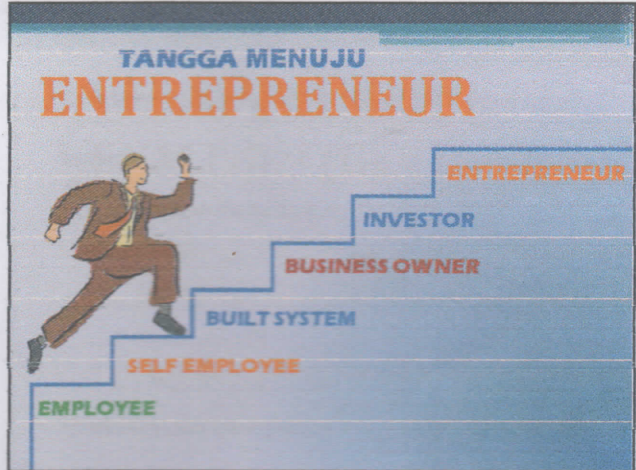 TANGGA MENUJU
ENTREPRENEUR
ENTREPRENEUR
INVESTOR
BUSINESS OWNER
BUILT SYSTEM
SELF EMPLOYEE
EMPLOYEE